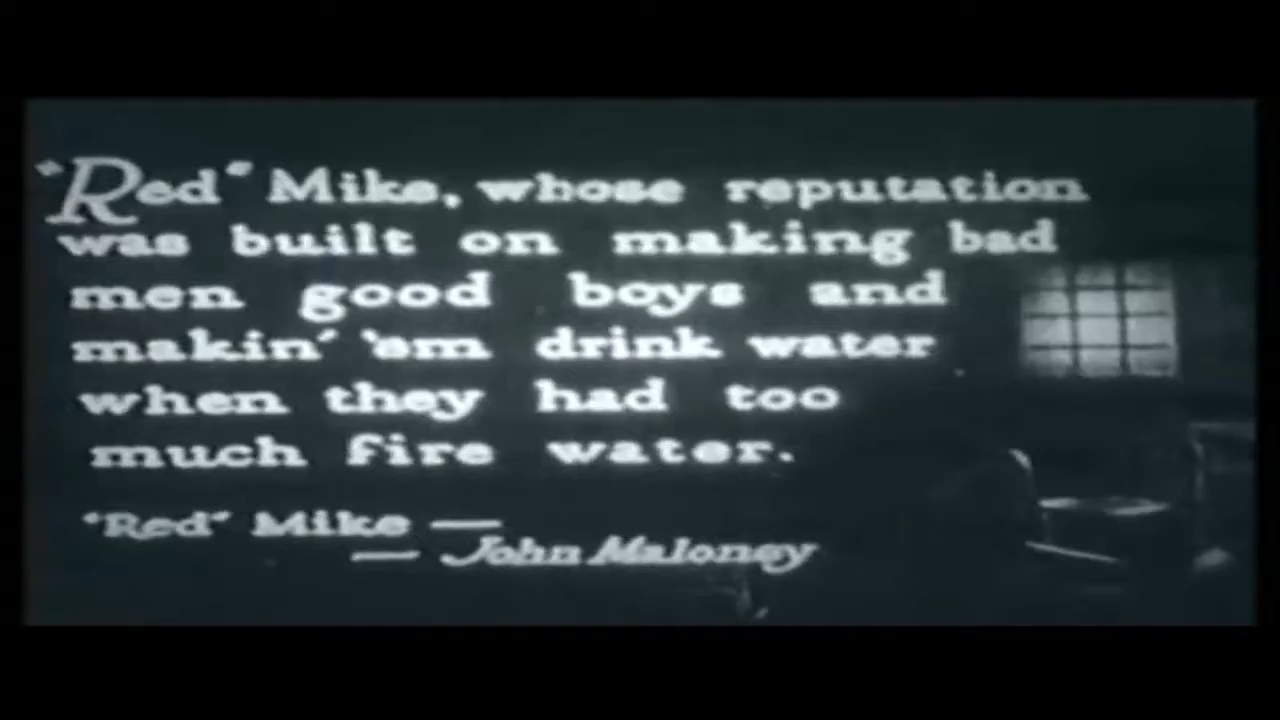 "Red" Mike, whose reputation
was built on making bad
men good boys and
makin' 'em drink water
when they had too
much fire water.
"Red" Mike —
— John Maloney